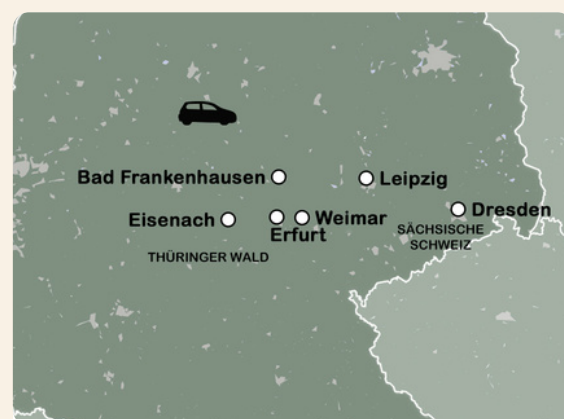 Bad Frankenhausen
Leipzig
Dresden
Eisenach
Weimar
Erfurt
SÄCHSISCHE
SCHWEIZ
THÜRINGER WALD